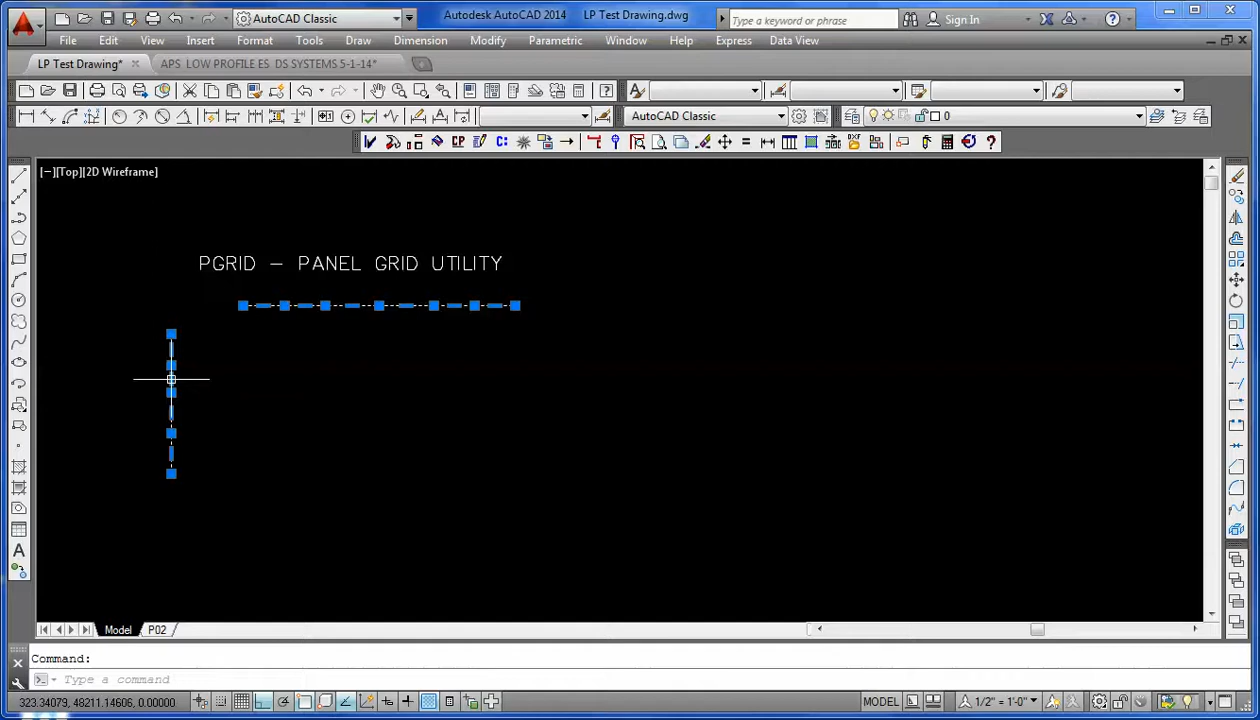 AutoCAD Classic
Autodesk AutoCAD 2014 LP Test Drawing.dwg
Type a keyword or phrase
Sign In
File Edit View Insert Format Tools Draw Dimension Modify Parametric Window Help Express Data View
LP Test Drawing*
APS LOW PROFILE ES DS SYSTEMS 5-1-14*
AutoCAD Classic
0
CP
C:
DXF
[−][Top][2D Wireframe]
PGRID − PANEL GRID UTILITY
A
Model P02
Command:
Type a command
323.34079, 48211.14606, 0.00000
MODEL
1/2" = 1'-0"